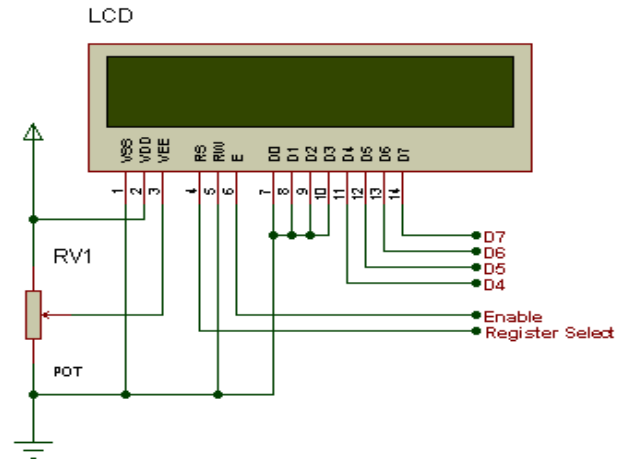 LCD
VSS VDD VEE RS RW E D0 D1 D2 D3 D4 D5 D6 D7
1 2 3 4 5 6 7 8 9 10 11 12 13 14
D7
D6
RV1
D5
D4
Enable
Register Select
POT